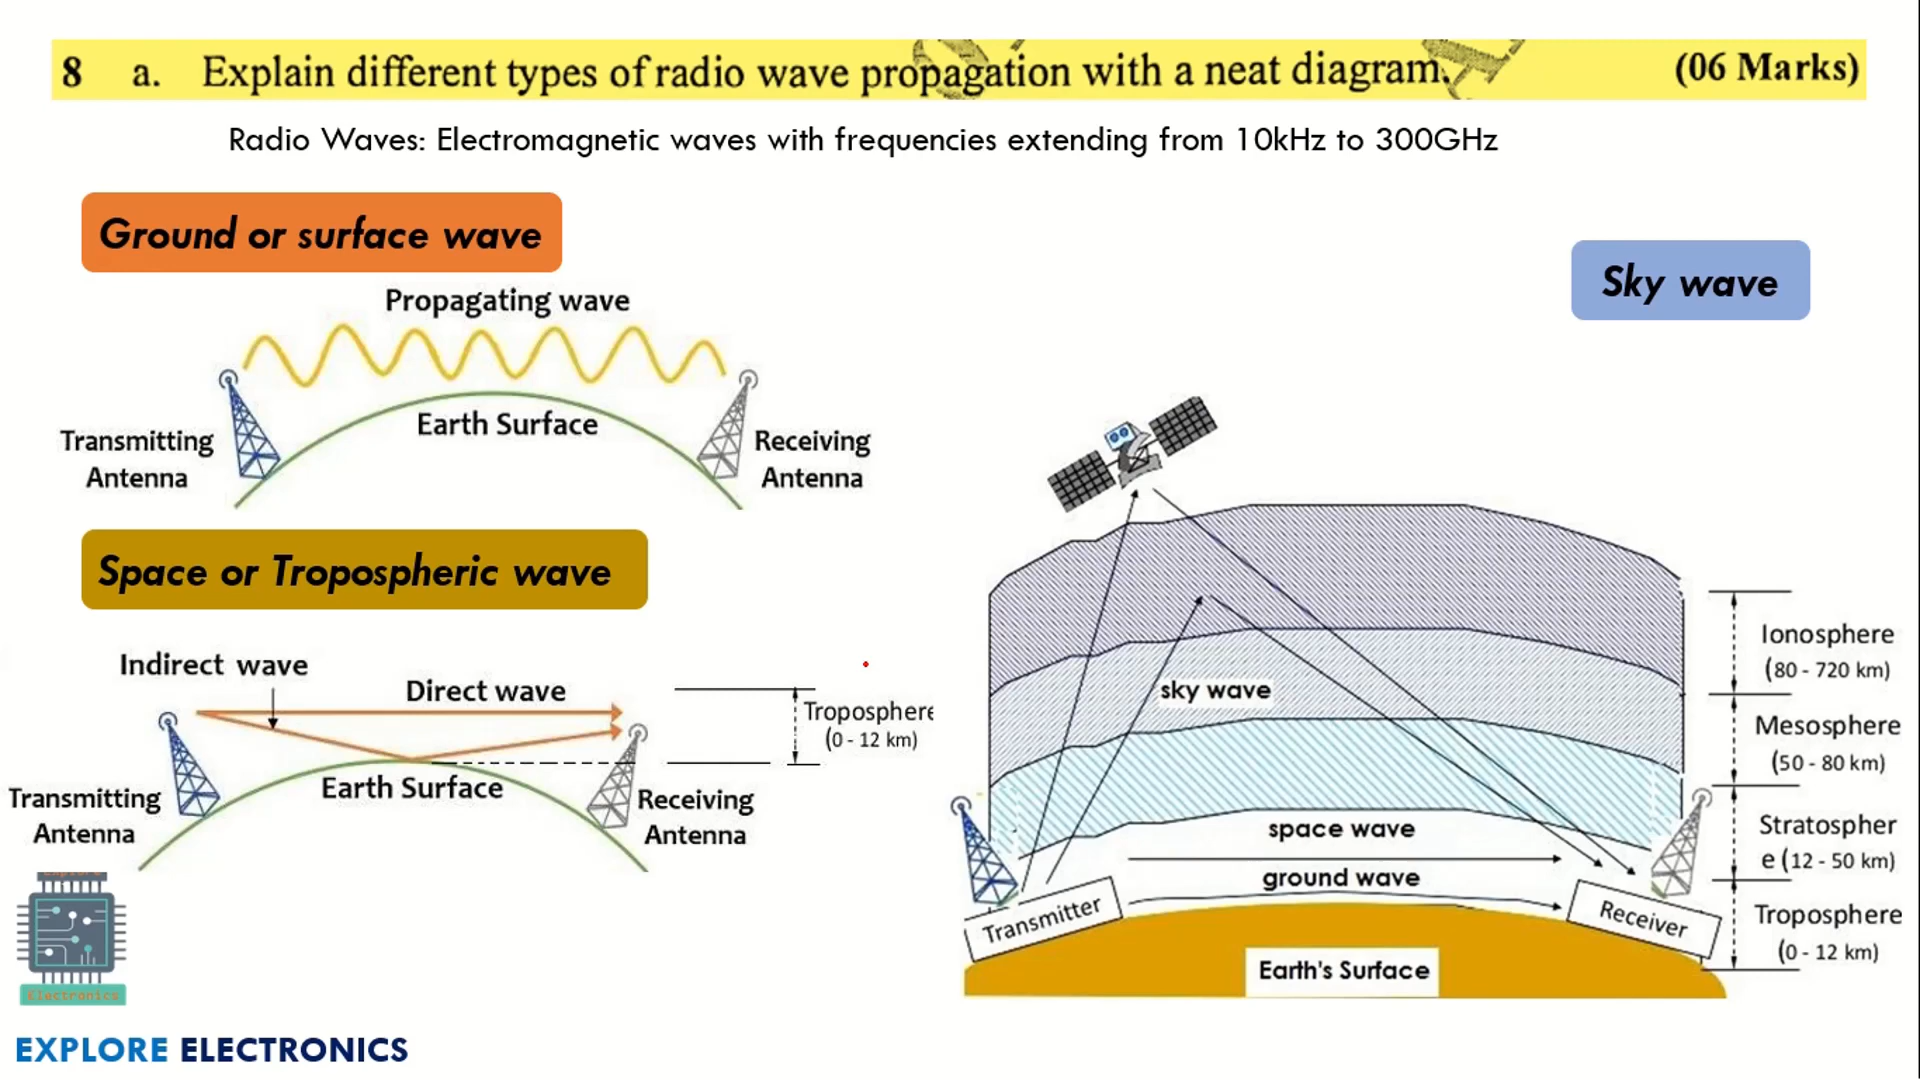 8 a. Explain different types of radio wave propagation with a neat diagram. (06 Marks)
Radio Waves: Electromagnetic waves with frequencies extending from 10kHz to 300GHz
Ground or surface wave
Propagating wave
Earth Surface
Transmitting
Antenna
Receiving
Antenna
Space or Tropospheric wave
Indirect wave
Direct wave
Troposphere
(0 - 12 km)
Earth Surface
Transmitting
Antenna
Receiving
Antenna
Sky wave
sky wave
space wave
ground wave
Transmitter
Receiver
Earth's Surface
Ionosphere
(80 - 720 km)
Mesosphere
(50 - 80 km)
Stratospher
e (12 - 50 km)
Troposphere
(0 - 12 km)
Explore
Electronics
EXPLORE ELECTRONICS